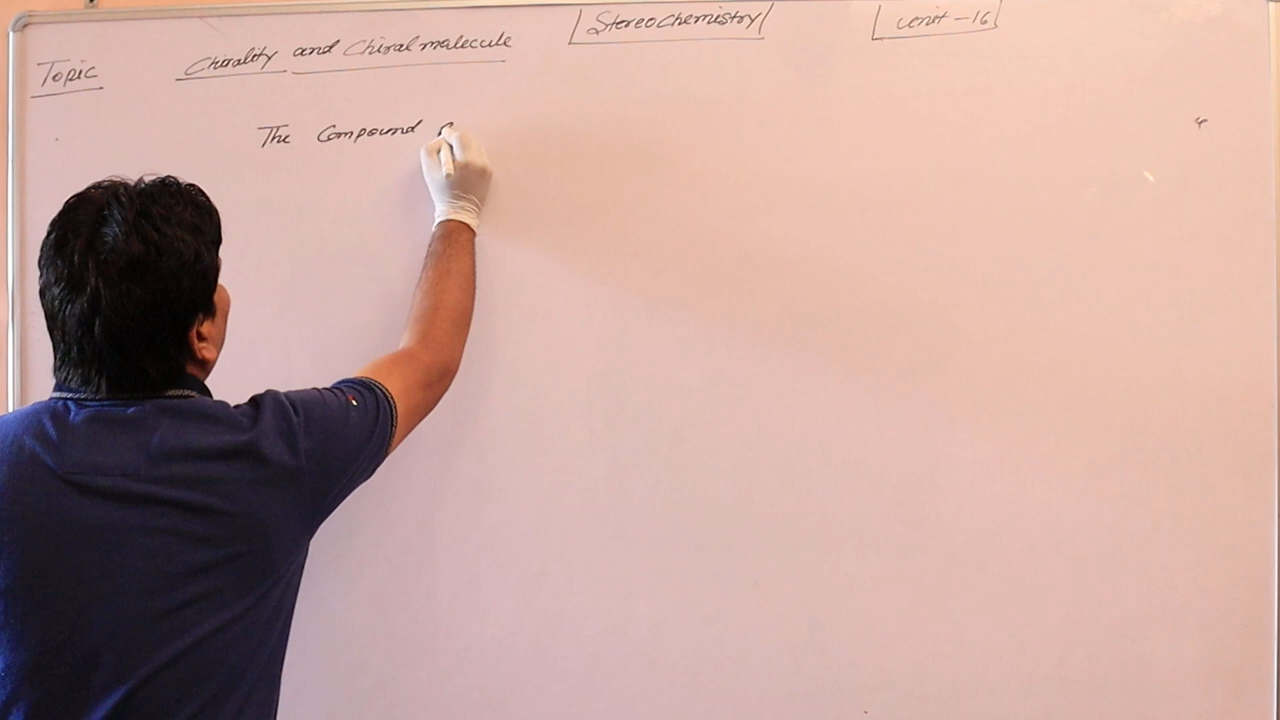 Stereochemistry
Unit - 16
Topic
Chirality and Chiral molecule
The Compound